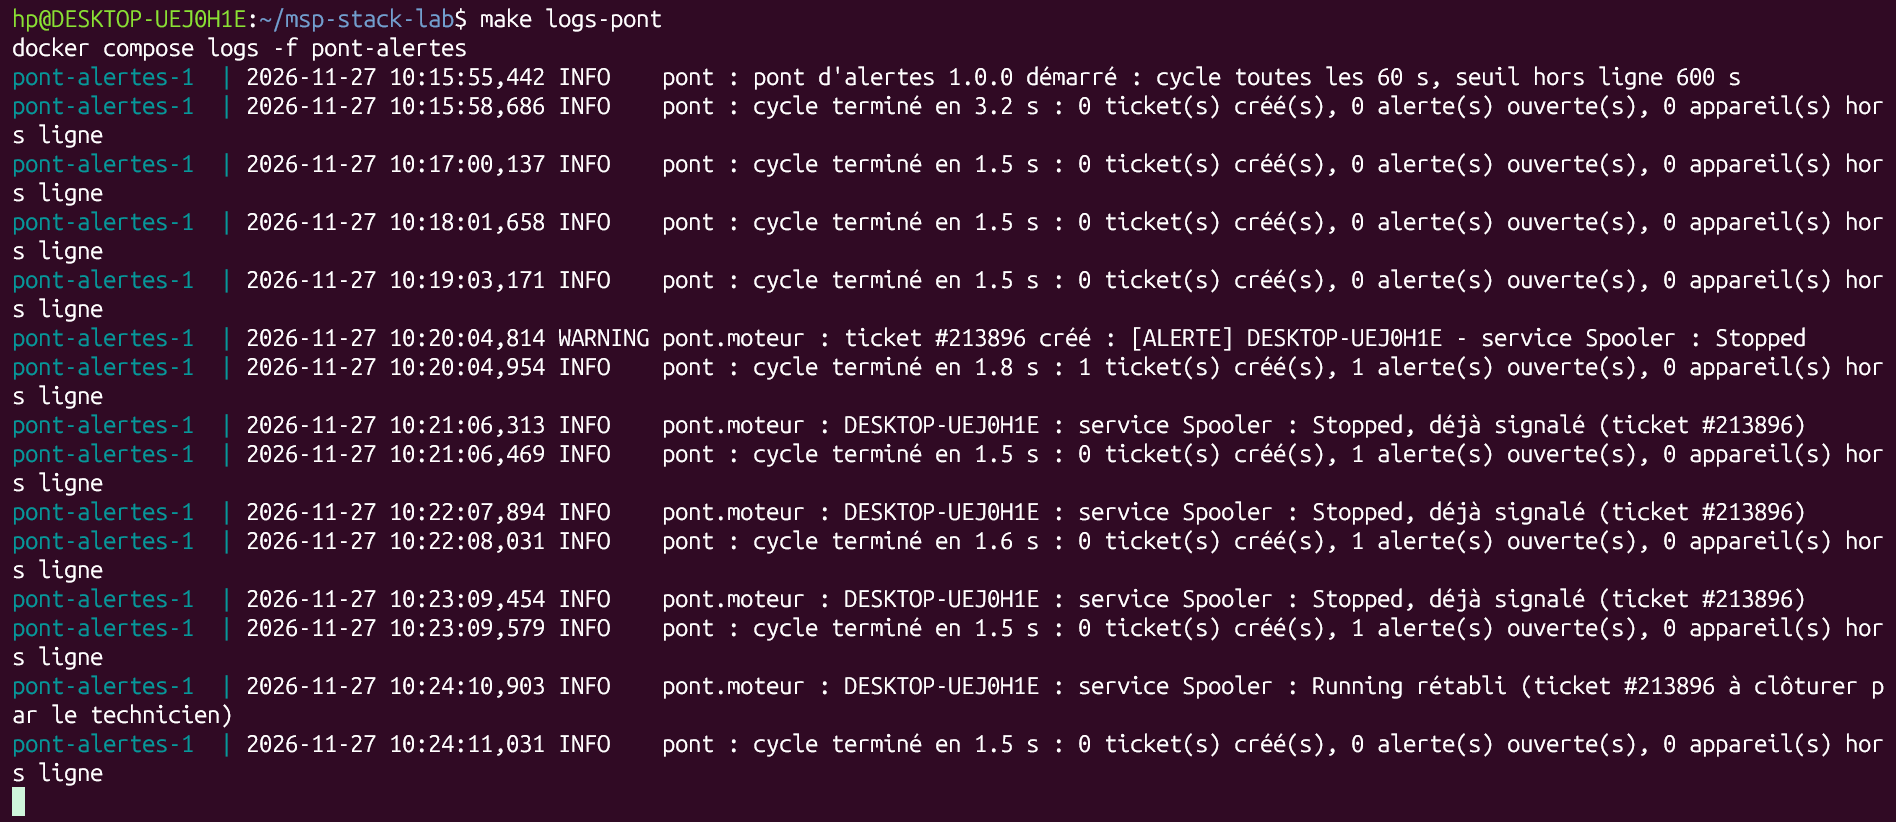 hp@DESKTOP-UEJ0H1E:~/msp-stack-lab$ make logs-pont
docker compose logs -f pont-alertes
pont-alertes-1  | 2026-11-27 10:15:55,442 INFO    pont : pont d'alertes 1.0.0 démarré : cycle toutes les 60 s, seuil hors ligne 600 s
pont-alertes-1  | 2026-11-27 10:15:58,686 INFO    pont : cycle terminé en 3.2 s : 0 ticket(s) créé(s), 0 alerte(s) ouverte(s), 0 appareil(s) hor
s ligne
pont-alertes-1  | 2026-11-27 10:17:00,137 INFO    pont : cycle terminé en 1.5 s : 0 ticket(s) créé(s), 0 alerte(s) ouverte(s), 0 appareil(s) hor
s ligne
pont-alertes-1  | 2026-11-27 10:18:01,658 INFO    pont : cycle terminé en 1.5 s : 0 ticket(s) créé(s), 0 alerte(s) ouverte(s), 0 appareil(s) hor
s ligne
pont-alertes-1  | 2026-11-27 10:19:03,171 INFO    pont : cycle terminé en 1.5 s : 0 ticket(s) créé(s), 0 alerte(s) ouverte(s), 0 appareil(s) hor
s ligne
pont-alertes-1  | 2026-11-27 10:20:04,814 WARNING pont.moteur : ticket #213896 créé : [ALERTE] DESKTOP-UEJ0H1E - service Spooler : Stopped
pont-alertes-1  | 2026-11-27 10:20:04,954 INFO    pont : cycle terminé en 1.8 s : 1 ticket(s) créé(s), 1 alerte(s) ouverte(s), 0 appareil(s) hor
s ligne
pont-alertes-1  | 2026-11-27 10:21:06,313 INFO    pont.moteur : DESKTOP-UEJ0H1E : service Spooler : Stopped, déjà signalé (ticket #213896)
pont-alertes-1  | 2026-11-27 10:21:06,469 INFO    pont : cycle terminé en 1.5 s : 0 ticket(s) créé(s), 1 alerte(s) ouverte(s), 0 appareil(s) hor
s ligne
pont-alertes-1  | 2026-11-27 10:22:07,894 INFO    pont.moteur : DESKTOP-UEJ0H1E : service Spooler : Stopped, déjà signalé (ticket #213896)
pont-alertes-1  | 2026-11-27 10:22:08,031 INFO    pont : cycle terminé en 1.6 s : 0 ticket(s) créé(s), 1 alerte(s) ouverte(s), 0 appareil(s) hor
s ligne
pont-alertes-1  | 2026-11-27 10:23:09,454 INFO    pont.moteur : DESKTOP-UEJ0H1E : service Spooler : Stopped, déjà signalé (ticket #213896)
pont-alertes-1  | 2026-11-27 10:23:09,579 INFO    pont : cycle terminé en 1.5 s : 0 ticket(s) créé(s), 1 alerte(s) ouverte(s), 0 appareil(s) hor
s ligne
pont-alertes-1  | 2026-11-27 10:24:10,903 INFO    pont.moteur : DESKTOP-UEJ0H1E : service Spooler : Running rétabli (ticket #213896 à clôturer p
ar le technicien)
pont-alertes-1  | 2026-11-27 10:24:11,031 INFO    pont : cycle terminé en 1.5 s : 0 ticket(s) créé(s), 0 alerte(s) ouverte(s), 0 appareil(s) hor
s ligne